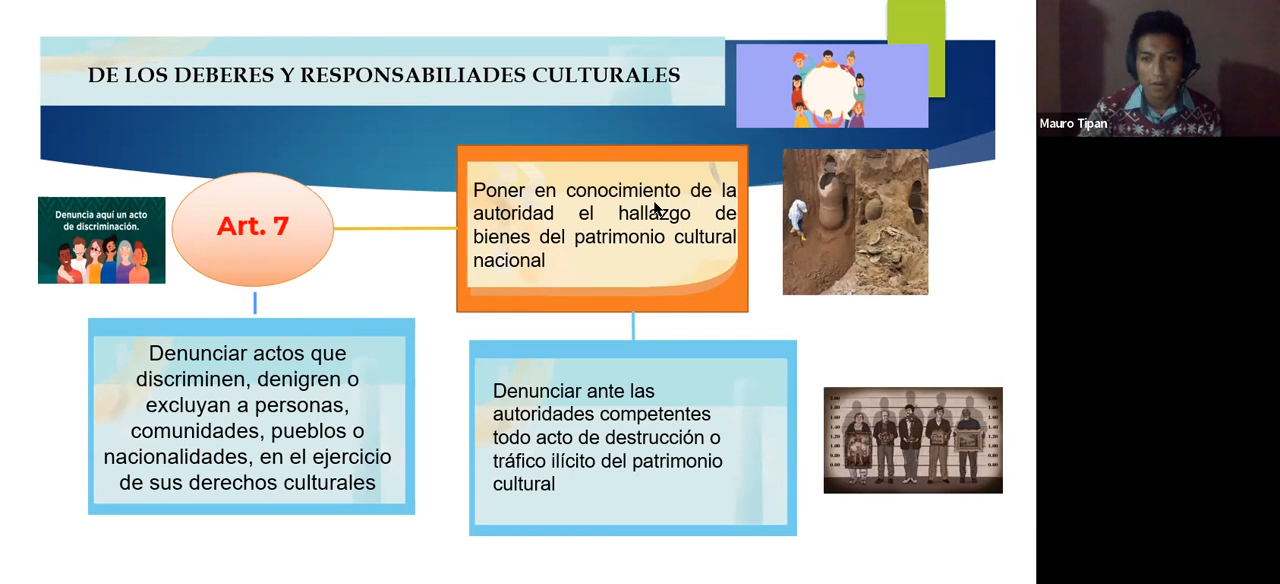 DE LOS DEBERES Y RESPONSABILIADES CULTURALES
Mauro Tipan
Denuncia aquí un acto
de discriminación.
Art. 7
Poner en conocimiento de la
autoridad el hallazgo de
bienes del patrimonio cultural
nacional
Denunciar actos que
discriminen, denigren o
excluyan a personas,
comunidades, pueblos o
nacionalidades, en el ejercicio
de sus derechos culturales
Denunciar ante las
autoridades competentes
todo acto de destrucción o
tráfico ilícito del patrimonio
cultural